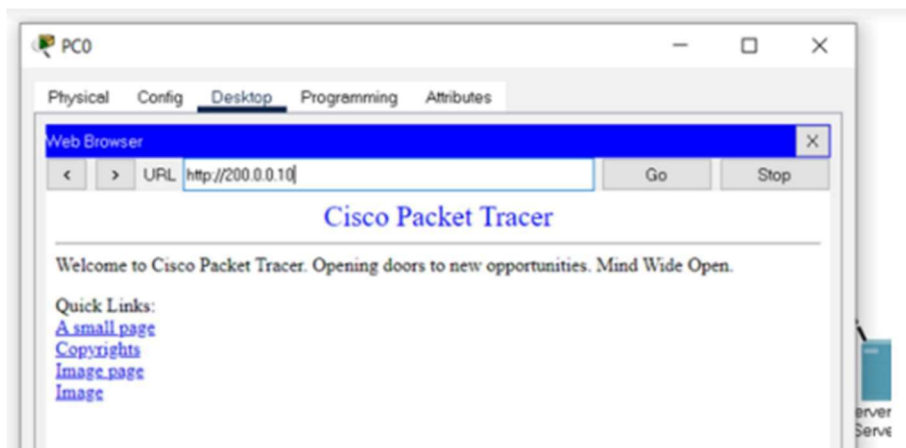 PC0
Physical Config Desktop Programming Attributes
Web Browser X
< > URL http://200.0.0.10 Go Stop
Cisco Packet Tracer
Welcome to Cisco Packet Tracer. Opening doors to new opportunities. Mind Wide Open.
Quick Links:
A small page
Copyrights
Image page
Image
erver
Serve